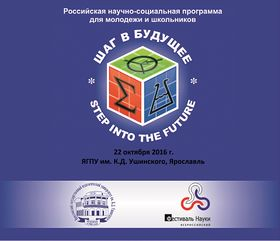 Российская научно-социальная программа
для молодежи и школьников
ШАГ В БУДУЩЕЕ
STEP INTO THE FUTURE
22 октября 2016 г.
ЯГПУ им. К.Д. Ушинского, Ярославль
Фестиваль Науки
ВСЕРОССИЙСКИЙ